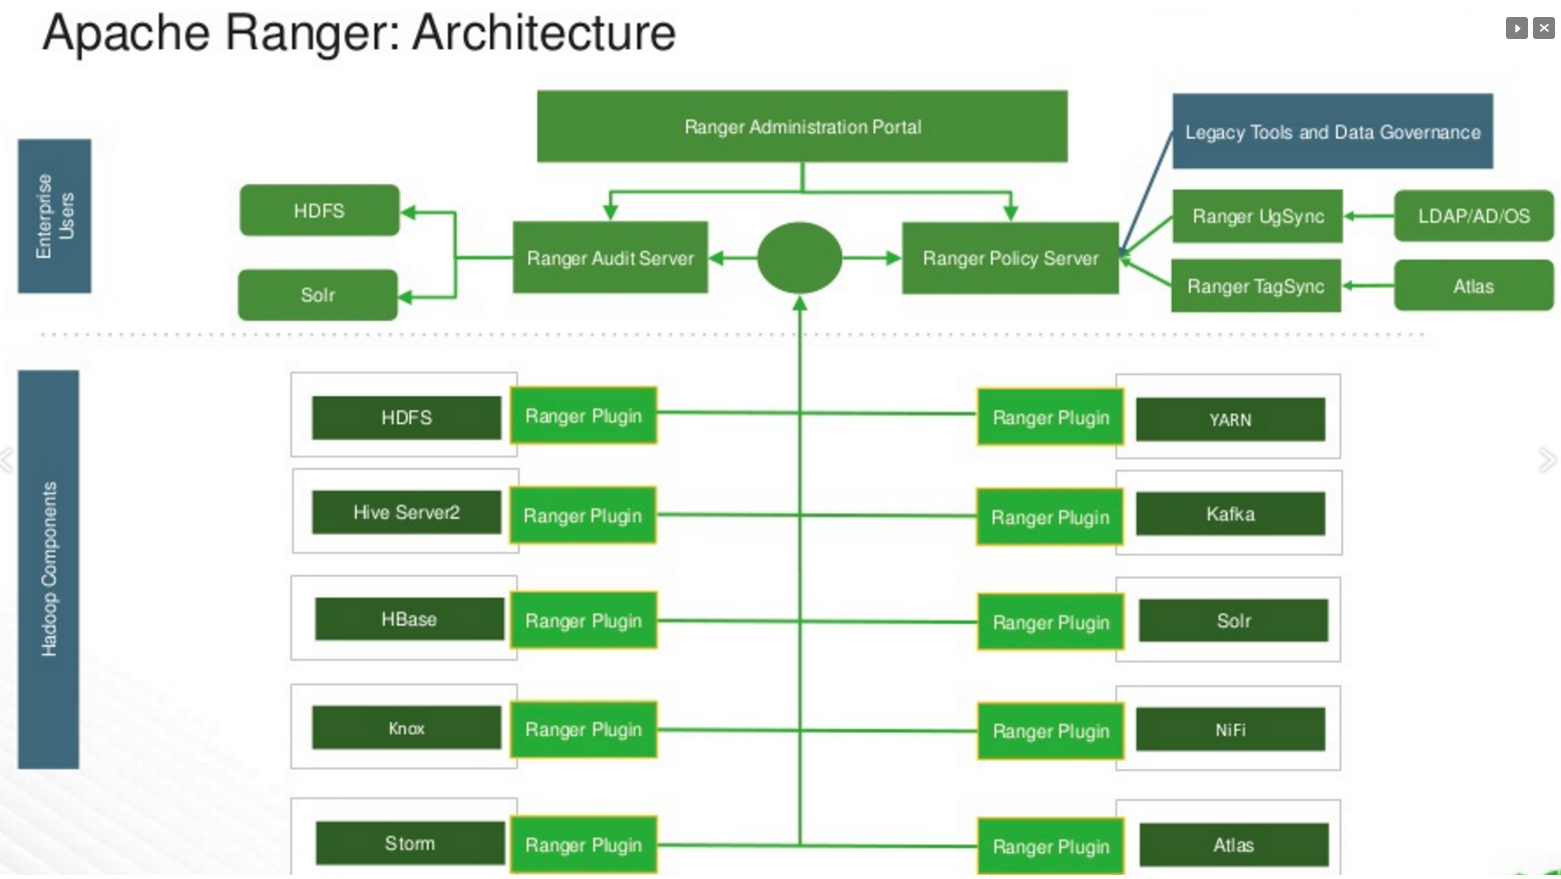 Apache Ranger: Architecture
Ranger Administration Portal
Legacy Tools and Data Governance
Enterprise
Users
HDFS
Solr
Ranger Audit Server
Ranger Policy Server
Ranger UgSync
LDAP/AD/OS
Ranger TagSync
Atlas
Hadoop Components
HDFS
Ranger Plugin
Ranger Plugin
YARN
Hive Server2
Ranger Plugin
Ranger Plugin
Kafka
HBase
Ranger Plugin
Ranger Plugin
Solr
Knox
Ranger Plugin
Ranger Plugin
NiFi
Storm
Ranger Plugin
Ranger Plugin
Atlas